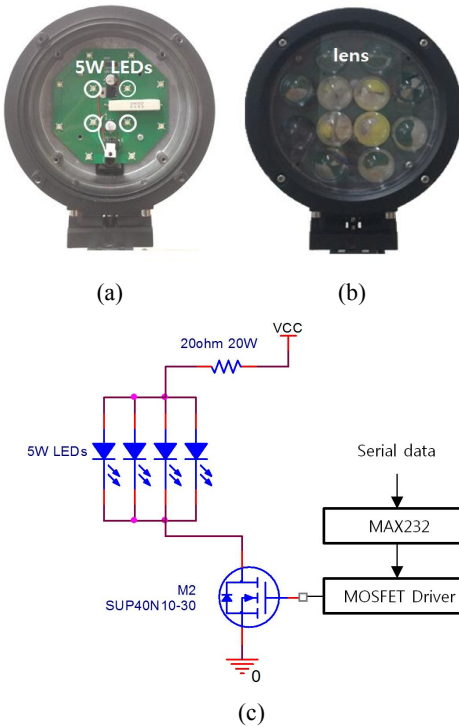 5W LEDs
lens
(a)
(b)
VCC
20ohm 20W
5W LEDs
Serial data
MAX232
M2
SUP40N10-30
MOSFET Driver
0
(c)